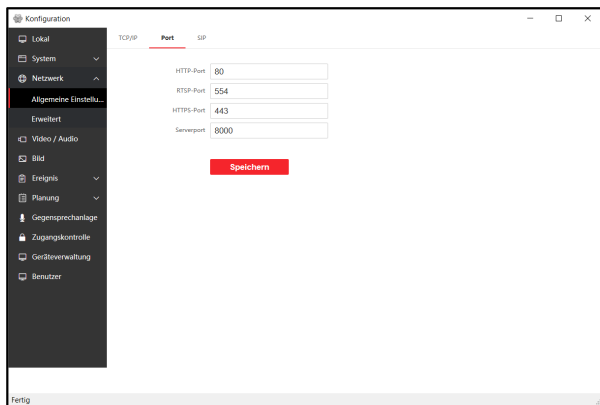 Konfiguration
Lokal
System
Netzwerk
Allgemeine Einstellu...
Erweitert
Video / Audio
Bild
Ereignis
Planung
Gegensprechanlage
Zugangskontrolle
Geräteverwaltung
Benutzer
TCP/IP Port SIP
HTTP-Port 80
RTSP-Port 554
HTTPS-Port 443
Serverport 8000
Speichern
Fertig